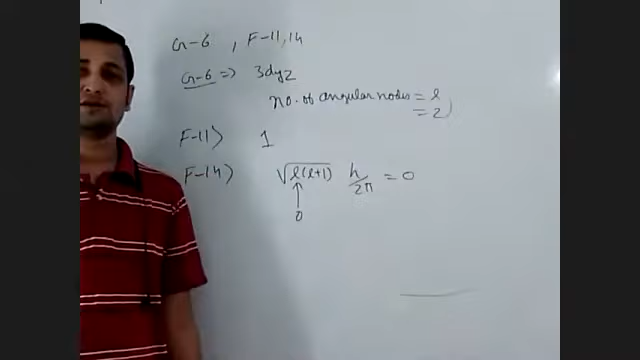 G-6 , F-11,14
G-6 => 3dyz
no. of angular nodes = l
= 2)
F-11> 1
F-14) √l(l+1) h/2π = 0
0